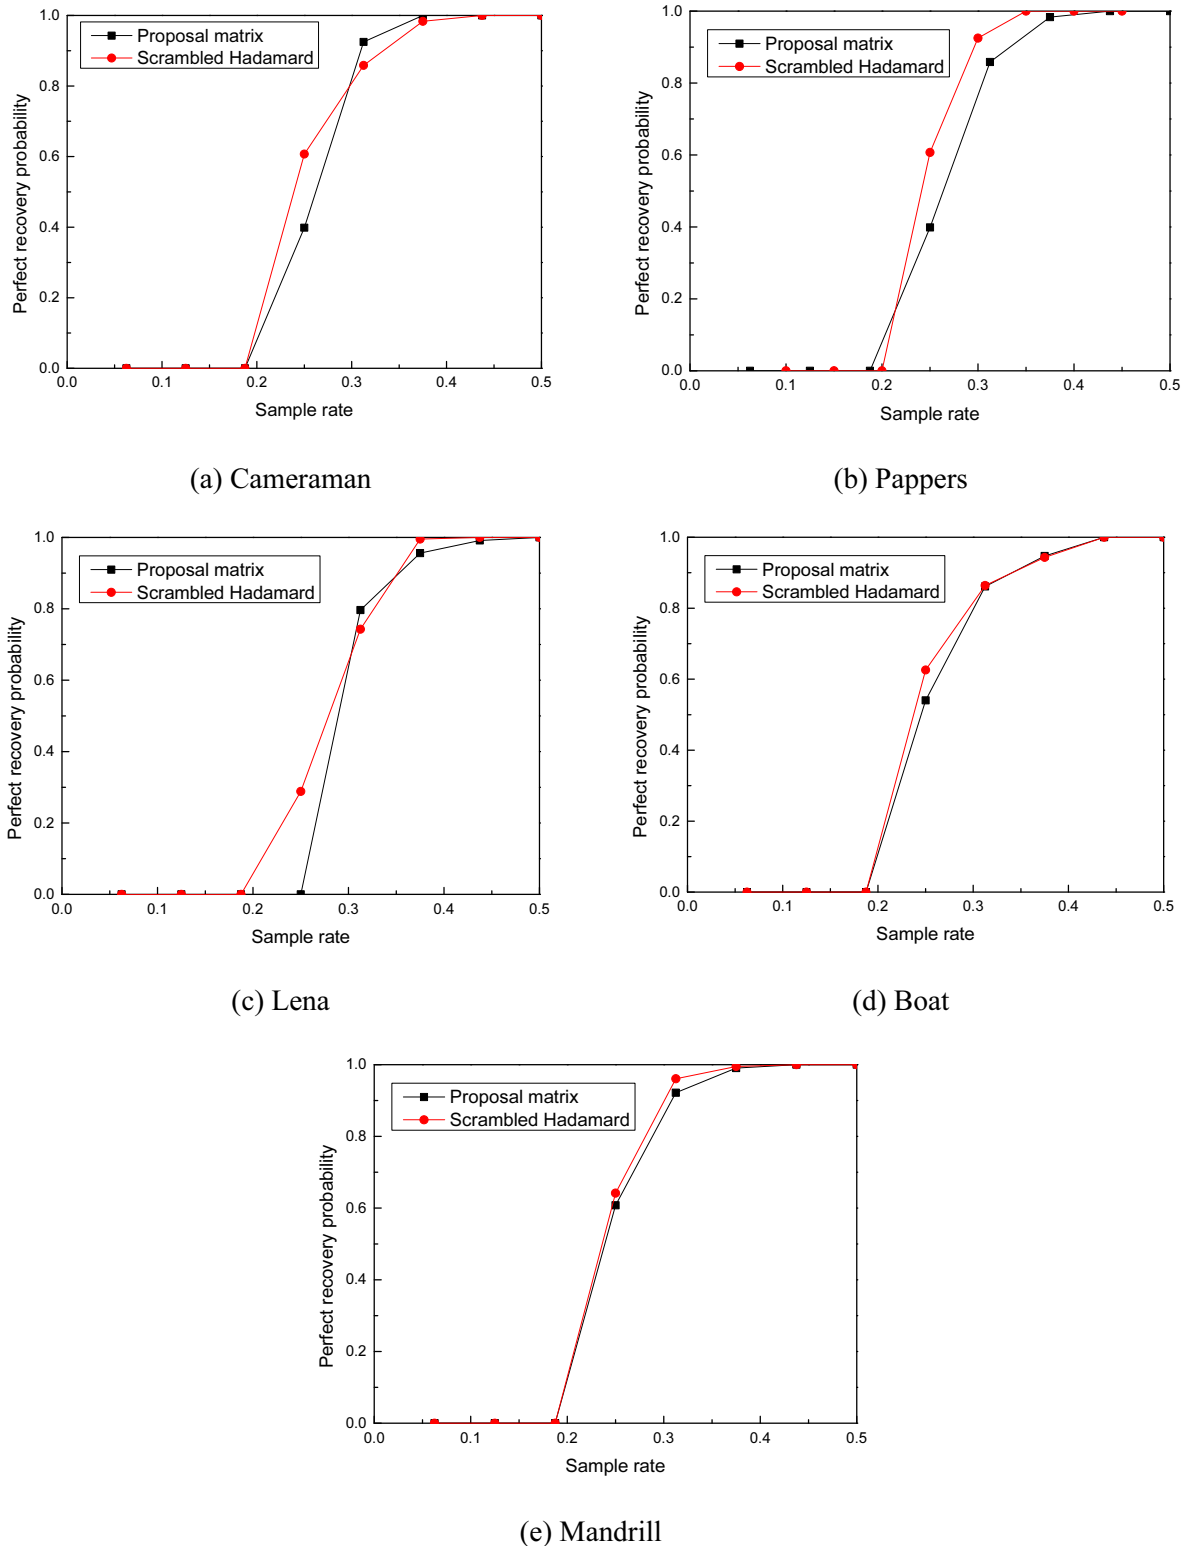 1.0
0.8
0.6
0.4
0.2
0.0
Perfect recovery probability
Proposal matrix
Scrambled Hadamard
0.0 0.1 0.2 0.3 0.4 0.5
Sample rate
(a) Cameraman
1.0
0.8
0.6
0.4
0.2
0.0
Perfect recovery probability
Proposal matrix
Scrambled Hadamard
0.0 0.1 0.2 0.3 0.4 0.5
Sample rate
(b) Pappers
1.0
0.8
0.6
0.4
0.2
0.0
Perfect recovery probability
Proposal matrix
Scrambled Hadamard
0.0 0.1 0.2 0.3 0.4 0.5
Sample rate
(c) Lena
1.0
0.8
0.6
0.4
0.2
0.0
Perfect recovery probability
Proposal matrix
Scrambled Hadamard
0.0 0.1 0.2 0.3 0.4 0.5
Sample rate
(d) Boat
1.0
0.8
0.6
0.4
0.2
0.0
Perfect recovery probability
Proposal matrix
Scrambled Hadamard
0.0 0.1 0.2 0.3 0.4 0.5
Sample rate
(e) Mandrill